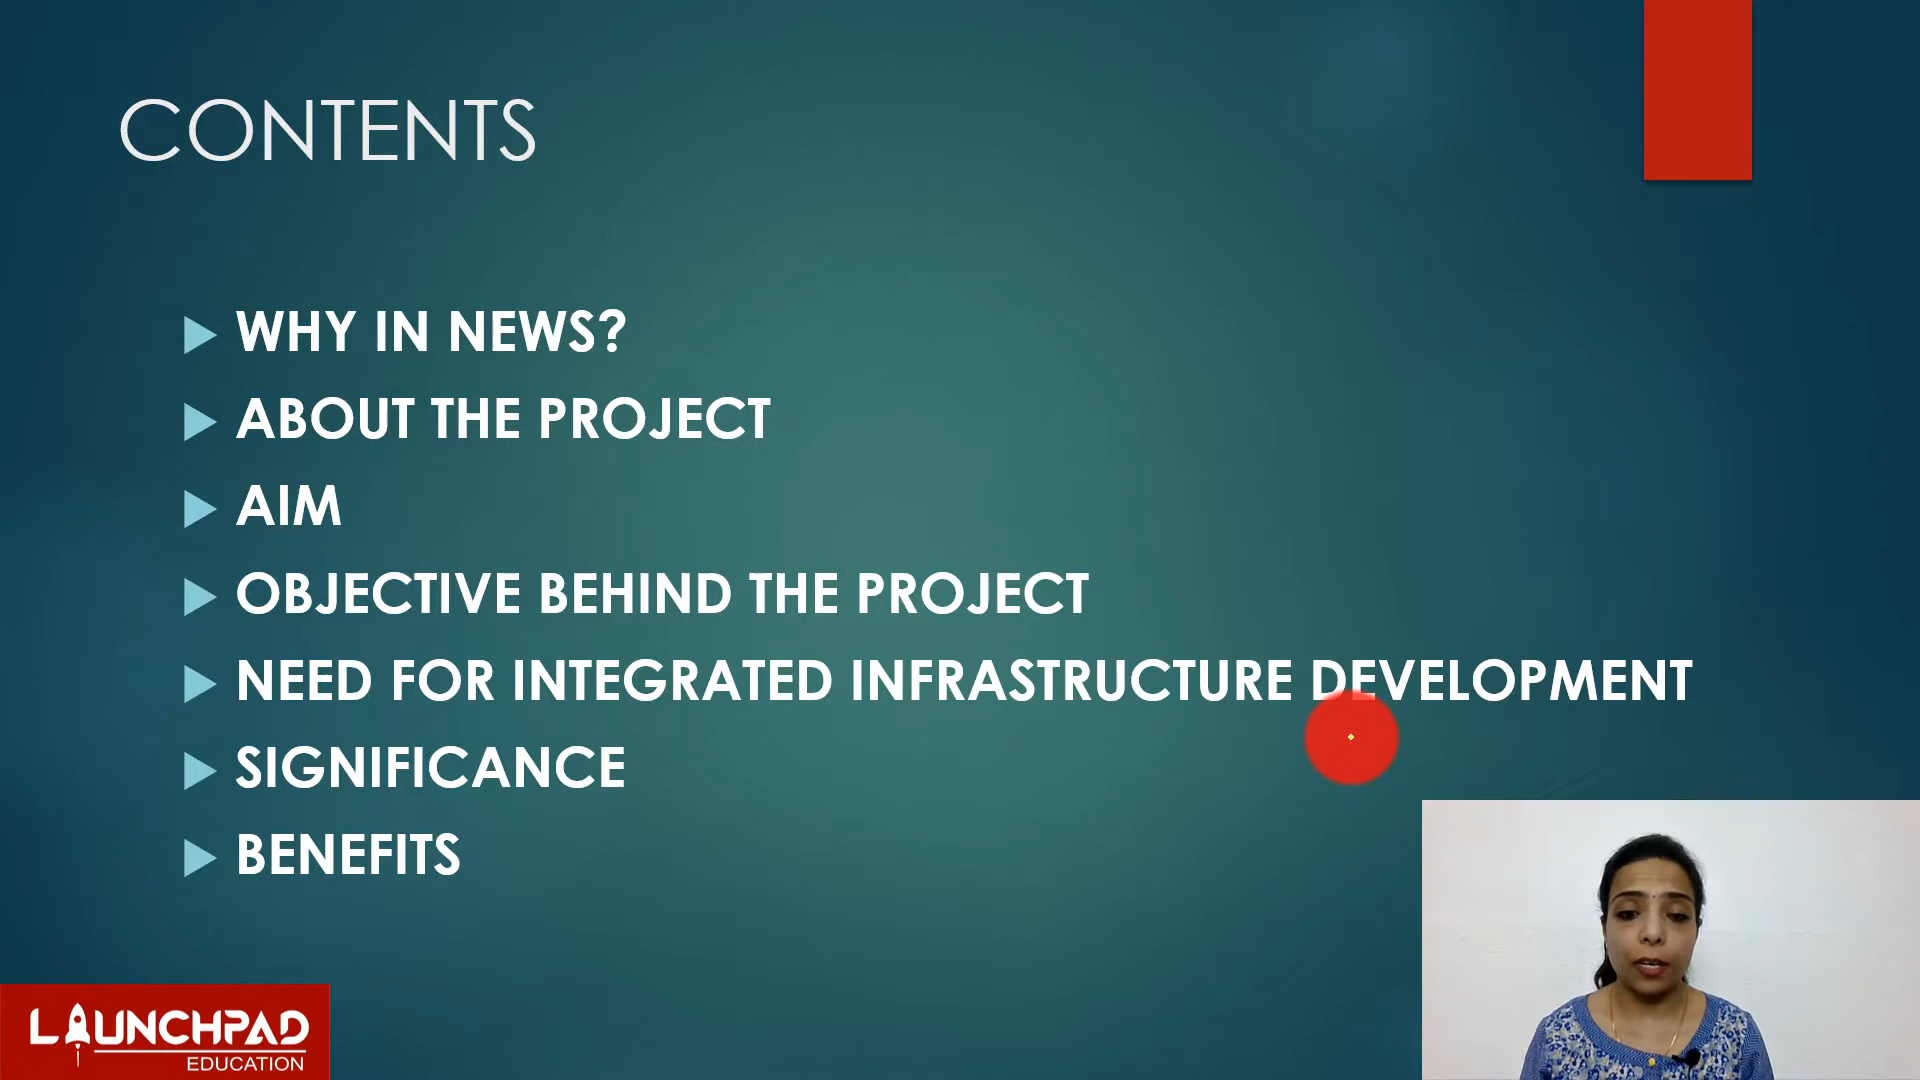 CONTENTS
WHY IN NEWS?
ABOUT THE PROJECT
AIM
OBJECTIVE BEHIND THE PROJECT
NEED FOR INTEGRATED INFRASTRUCTURE DEVELOPMENT
SIGNIFICANCE
BENEFITS
LAUNCHPAD
EDUCATION